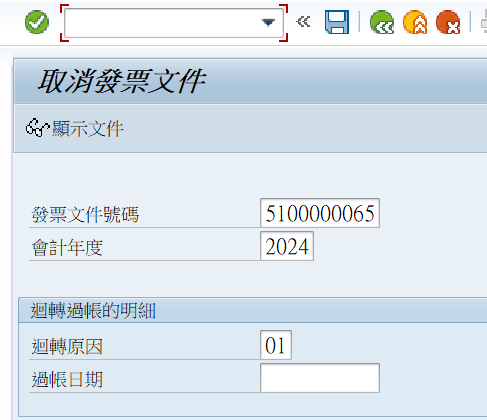 取消發票文件
顯示文件
發票文件號碼 5100000065
會計年度 2024
迴轉過帳的明細
迴轉原因 01
過帳日期